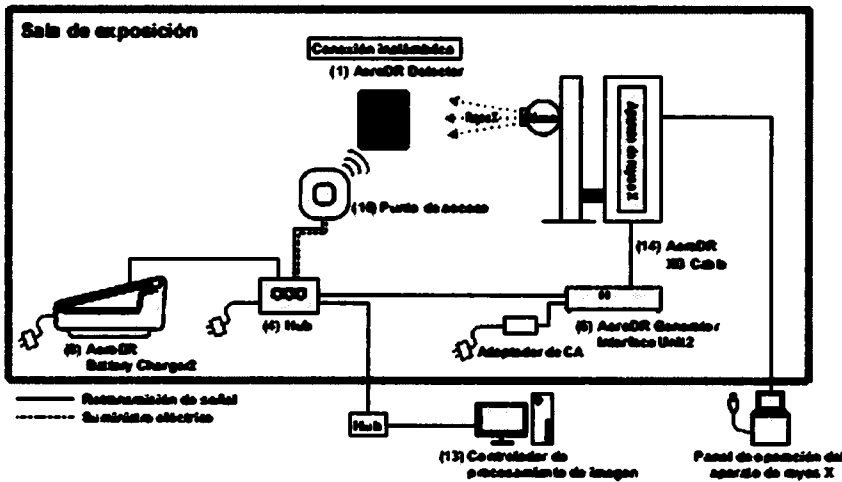 Sala de exposición
Conexión inalámbrica
(1) AeroDR Detector
Rayos X
Aparato de rayos X
(10) Punto de acceso
(14) AeroDR
XG Cable
(4) Hub
(6) AeroDR Generator
Interface Unit2
Adaptador de CA
(8) AeroDR
Battery Charger2
Retransmisión de señal
Suministro eléctrico
Hub
(13) Controlador de
procesamiento de imagen
Panel de operación del
aparato de rayos X